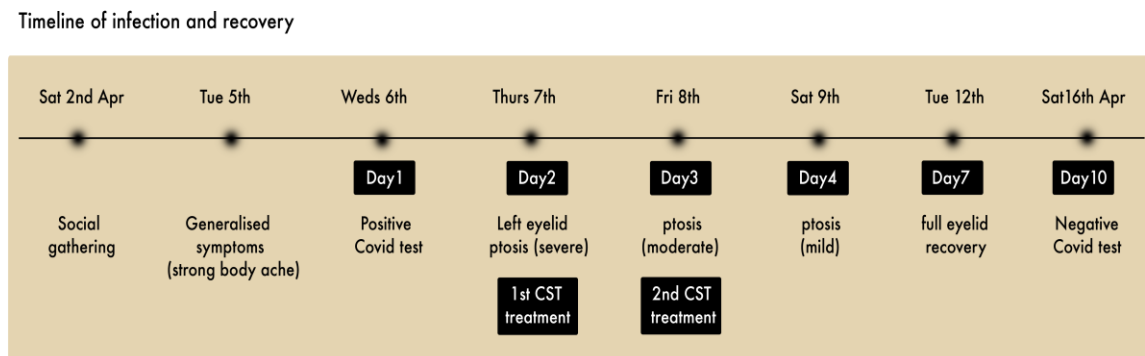 Timeline of infection and recovery
Sat 2nd Apr
Tue 5th
Weds 6th
Thurs 7th
Fri 8th
Sat 9th
Tue 12th
Sat16th Apr
Day1
Day2
Day3
Day4
Day7
Day10
Social
gathering
Generalised
symptoms
(strong body ache)
Positive
Covid test
Left eyelid
ptosis (severe)
ptosis
(moderate)
ptosis
(mild)
full eyelid
recovery
Negative
Covid test
1st CST
treatment
2nd CST
treatment